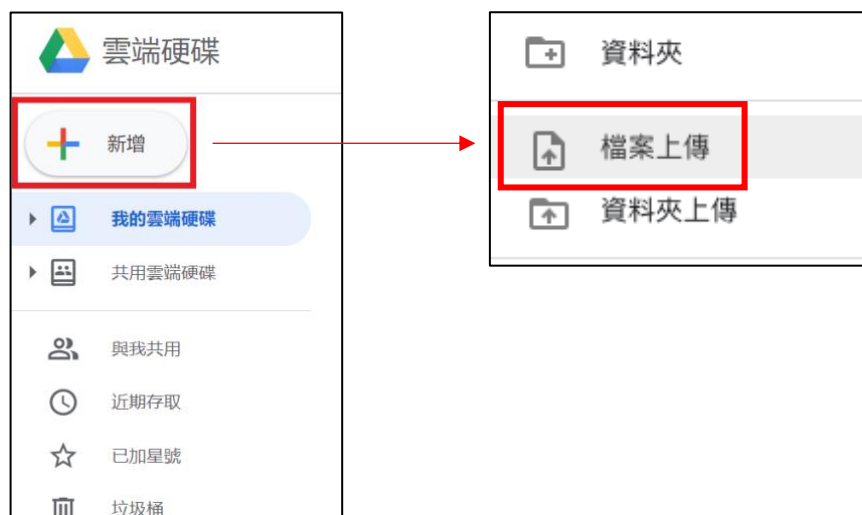 雲端硬碟
新增
我的雲端硬碟
共用雲端硬碟
與我共用
近期存取
已加星號
垃圾桶
資料夾
檔案上傳
資料夾上傳